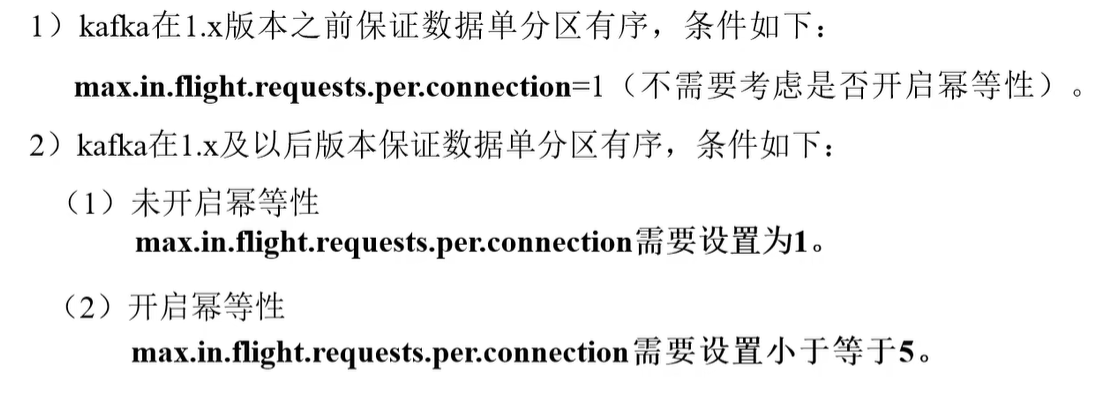 1）kafka在1.x版本之前保证数据单分区有序，条件如下：
max.in.flight.requests.per.connection=1（不需要考虑是否开启幂等性）。
2）kafka在1.x及以后版本保证数据单分区有序，条件如下：
（1）未开启幂等性
max.in.flight.requests.per.connection需要设置为1。
（2）开启幂等性
max.in.flight.requests.per.connection需要设置小于等于5。